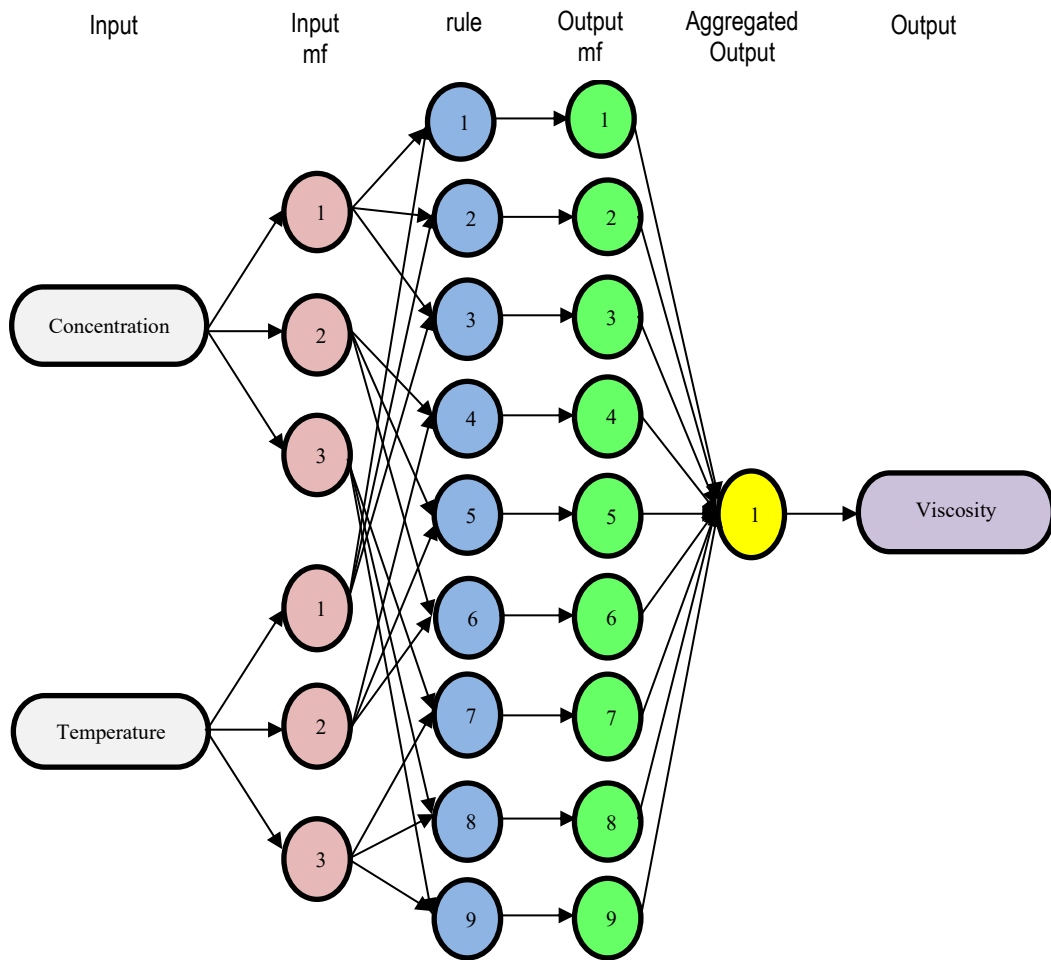 Input
Input
mf
rule
Output
mf
Aggregated
Output
Output
Concentration
Temperature
1
2
3
1
2
3
1
2
3
4
5
6
7
8
9
1
2
3
4
5
6
7
8
9
1
Viscosity